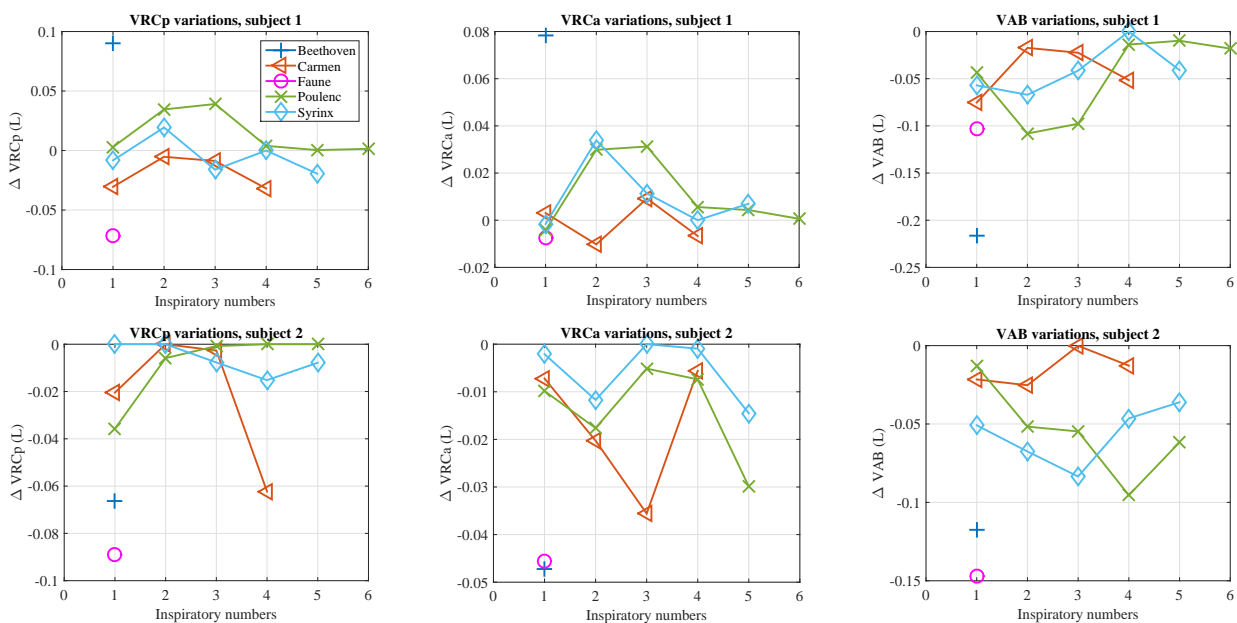 VRCp variations, subject 1
0.1
0.05
0
-0.05
-0.1
Δ VRCp (L)
0 1 2 3 4 5 6
Inspiratory numbers
Beethoven
Carmen
Faune
Poulenc
Syrinx
VRCa variations, subject 1
0.08
0.06
0.04
0.02
0
-0.02
Δ VRCa (L)
0 1 2 3 4 5 6
Inspiratory numbers
VAB variations, subject 1
0
-0.05
-0.1
-0.15
-0.2
-0.25
Δ VAB (L)
0 1 2 3 4 5 6
Inspiratory numbers
VRCp variations, subject 2
0
-0.02
-0.04
-0.06
-0.08
-0.1
Δ VRCp (L)
0 1 2 3 4 5 6
Inspiratory numbers
VRCa variations, subject 2
0
-0.01
-0.02
-0.03
-0.04
-0.05
Δ VRCa (L)
0 1 2 3 4 5 6
Inspiratory numbers
VAB variations, subject 2
0
-0.05
-0.1
-0.15
Δ VAB (L)
0 1 2 3 4 5 6
Inspiratory numbers